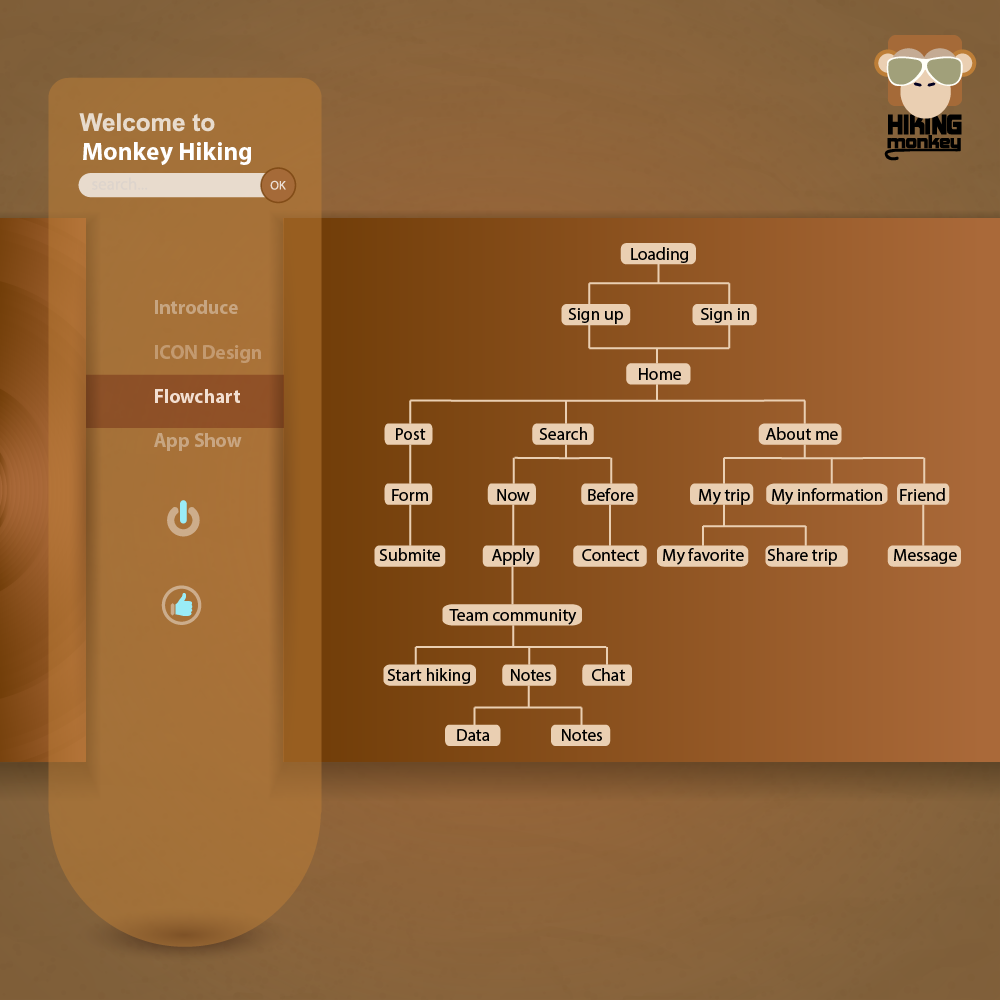 HIKING
monkey
Welcome to
Monkey Hiking
search..
OK
Introduce
ICON Design
Flowchart
App Show
Loading
Sign up
Sign in
Home
Post
Search
About me
Form
Now
Before
My trip
My information
Friend
Submite
Apply
Contect
My favorite
Share trip
Message
Team community
Start hiking
Notes
Chat
Data
Notes